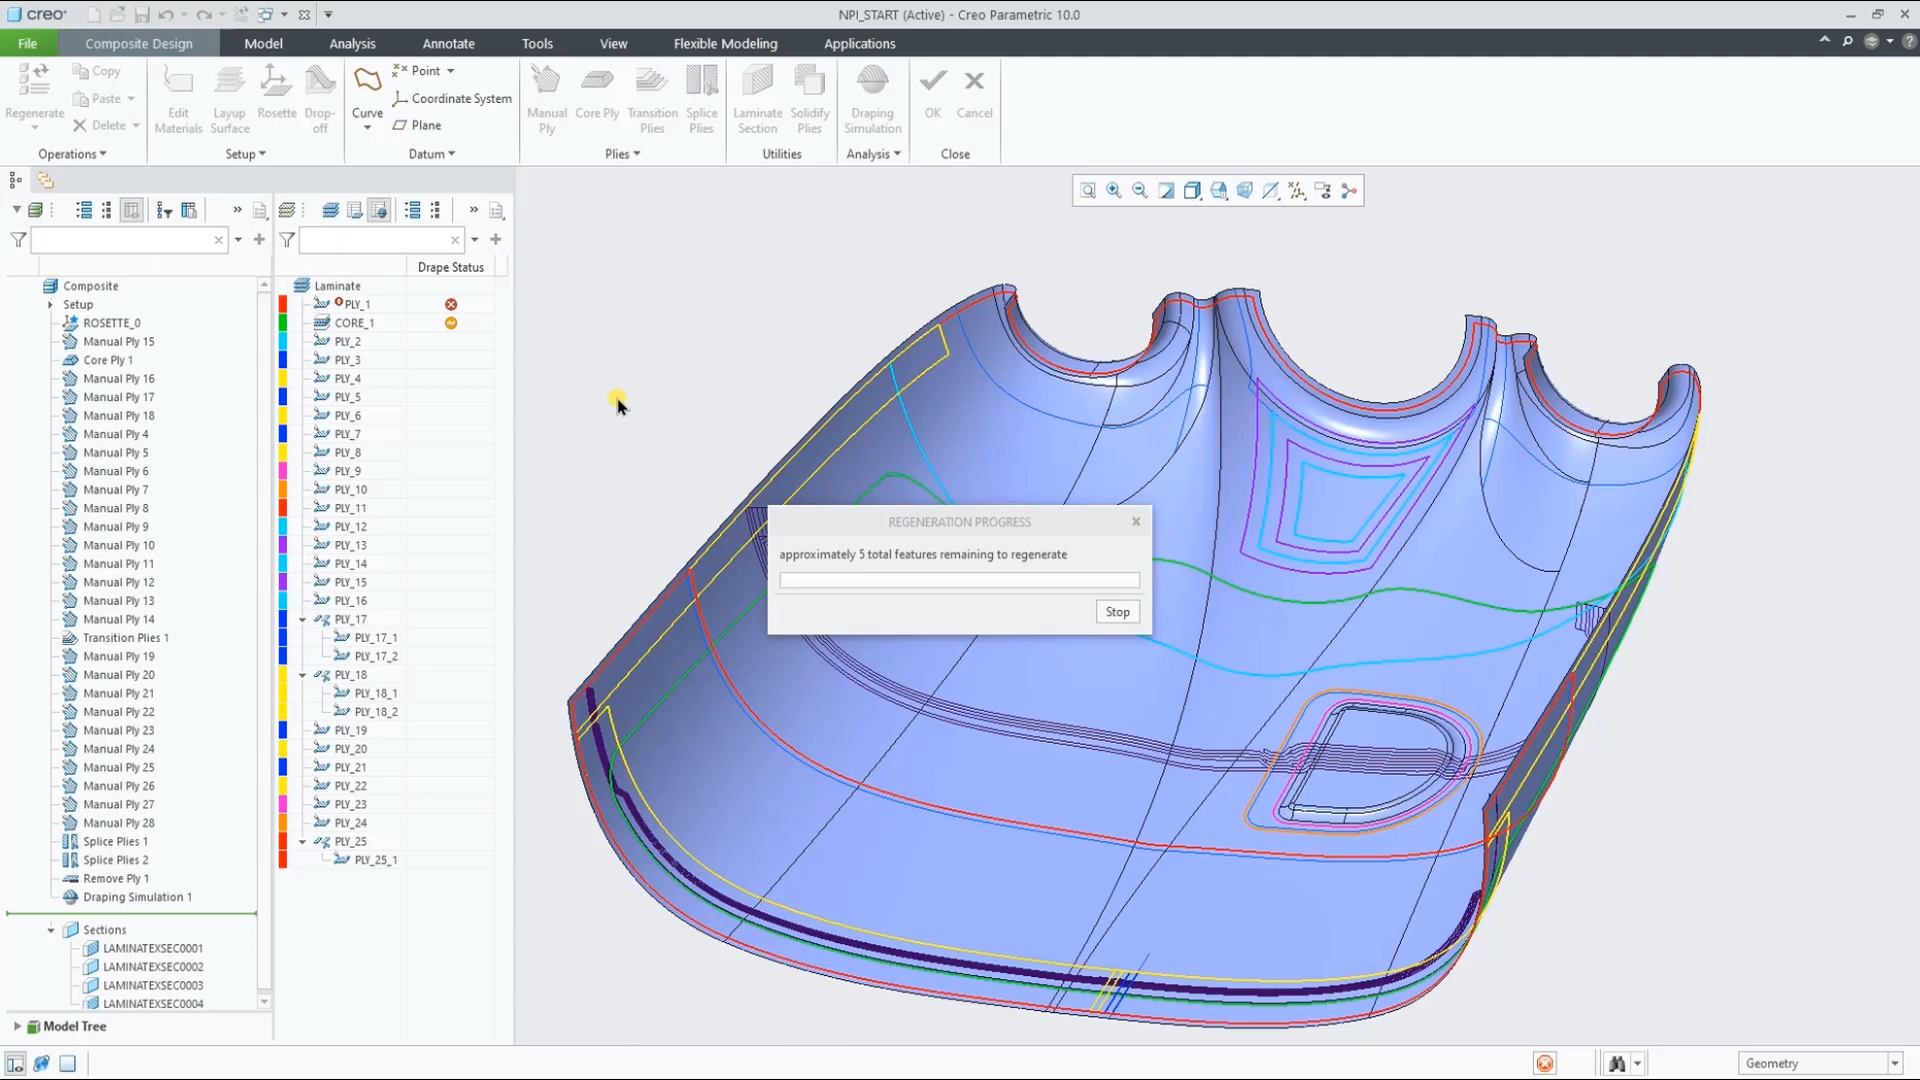 creo
NPI_START (Active) - Creo Parametric 10.0
File
Composite Design
Model
Analysis
Annotate
Tools
View
Flexible Modeling
Applications
Regenerate
Copy
Paste
Delete
Operations
Edit Materials
Layup Surface
Rosette
Drop-off
Setup
Curve
Point
Coordinate System
Plane
Datum
Manual Ply
Core Ply
Transition Plies
Splice Plies
Plies
Laminate Section
Solidify Plies
Utilities
Draping Simulation
Analysis
OK
Cancel
Close
Composite
Setup
ROSETTE_0
Manual Ply 15
Core Ply 1
Manual Ply 16
Manual Ply 17
Manual Ply 18
Manual Ply 4
Manual Ply 5
Manual Ply 6
Manual Ply 7
Manual Ply 8
Manual Ply 9
Manual Ply 10
Manual Ply 11
Manual Ply 12
Manual Ply 13
Manual Ply 14
Transition Plies 1
Manual Ply 19
Manual Ply 20
Manual Ply 21
Manual Ply 22
Manual Ply 23
Manual Ply 24
Manual Ply 25
Manual Ply 26
Manual Ply 27
Manual Ply 28
Splice Plies 1
Splice Plies 2
Remove Ply 1
Draping Simulation 1
Sections
LAMINATEXSEC0001
LAMINATEXSEC0002
LAMINATEXSEC0003
LAMINATEXSEC0004
Model Tree
Drape Status
Laminate
PLY_1
CORE_1
PLY_2
PLY_3
PLY_4
PLY_5
PLY_6
PLY_7
PLY_8
PLY_9
PLY_10
PLY_11
PLY_12
PLY_13
PLY_14
PLY_15
PLY_16
PLY_17
PLY_17_1
PLY_17_2
PLY_18
PLY_18_1
PLY_18_2
PLY_19
PLY_20
PLY_21
PLY_22
PLY_23
PLY_24
PLY_25
PLY_25_1
REGENERATION PROGRESS
approximately 5 total features remaining to regenerate
Stop
Geometry